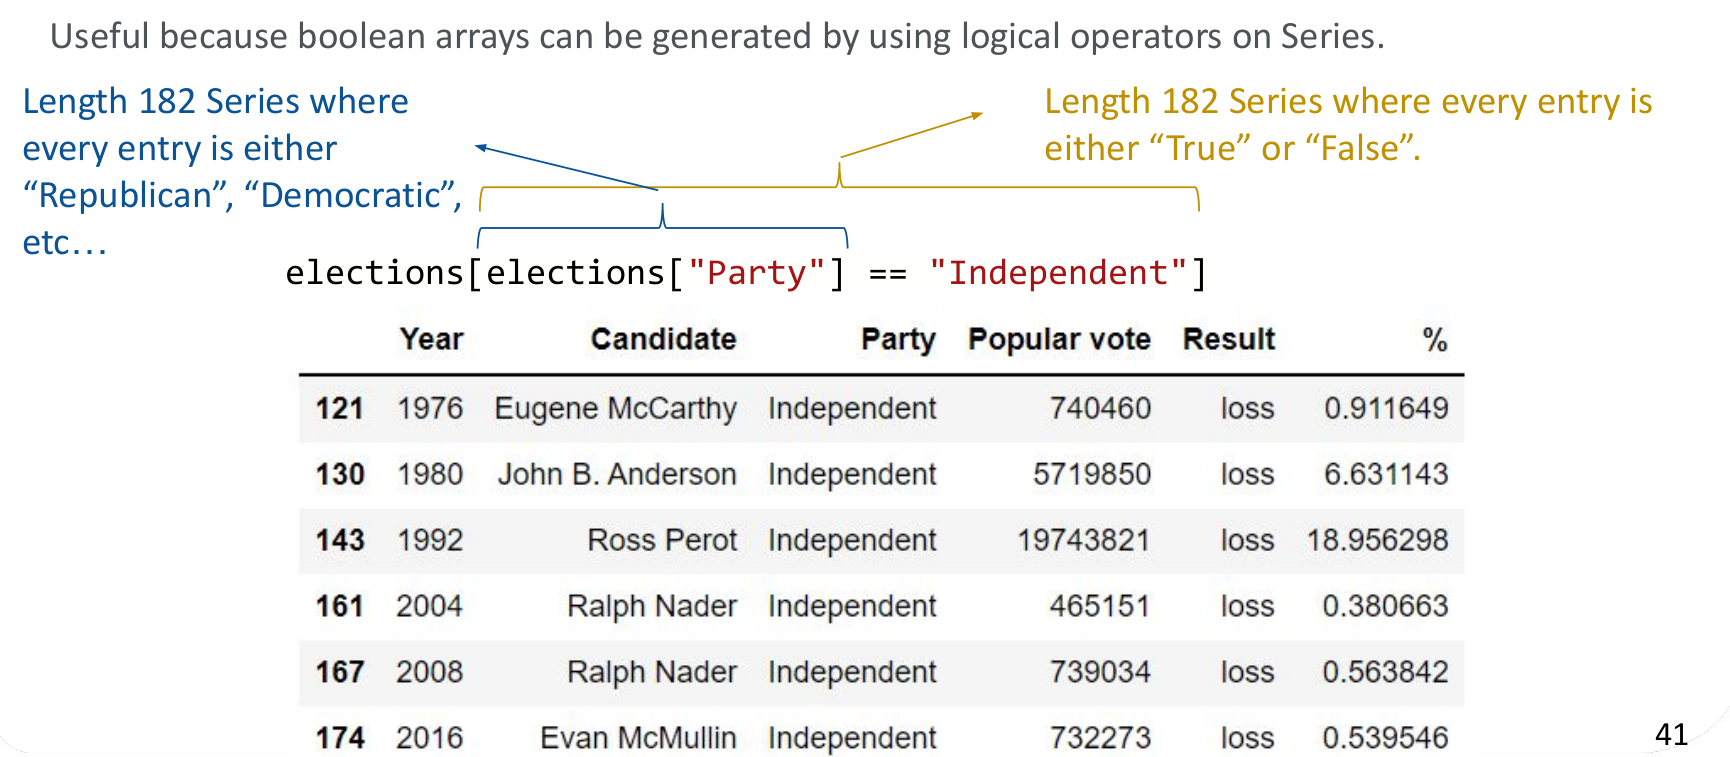 Useful because boolean arrays can be generated by using logical operators on Series.
Length 182 Series where
every entry is either
“Republican”, “Democratic”,
etc…
Length 182 Series where every entry is
either “True” or “False”.
elections[elections["Party"] == "Independent"]
Year Candidate Party Popular vote Result %
121 1976 Eugene McCarthy Independent 740460 loss 0.911649
130 1980 John B. Anderson Independent 5719850 loss 6.631143
143 1992 Ross Perot Independent 19743821 loss 18.956298
161 2004 Ralph Nader Independent 465151 loss 0.380663
167 2008 Ralph Nader Independent 739034 loss 0.563842
174 2016 Evan McMullin Independent 732273 loss 0.539546
41